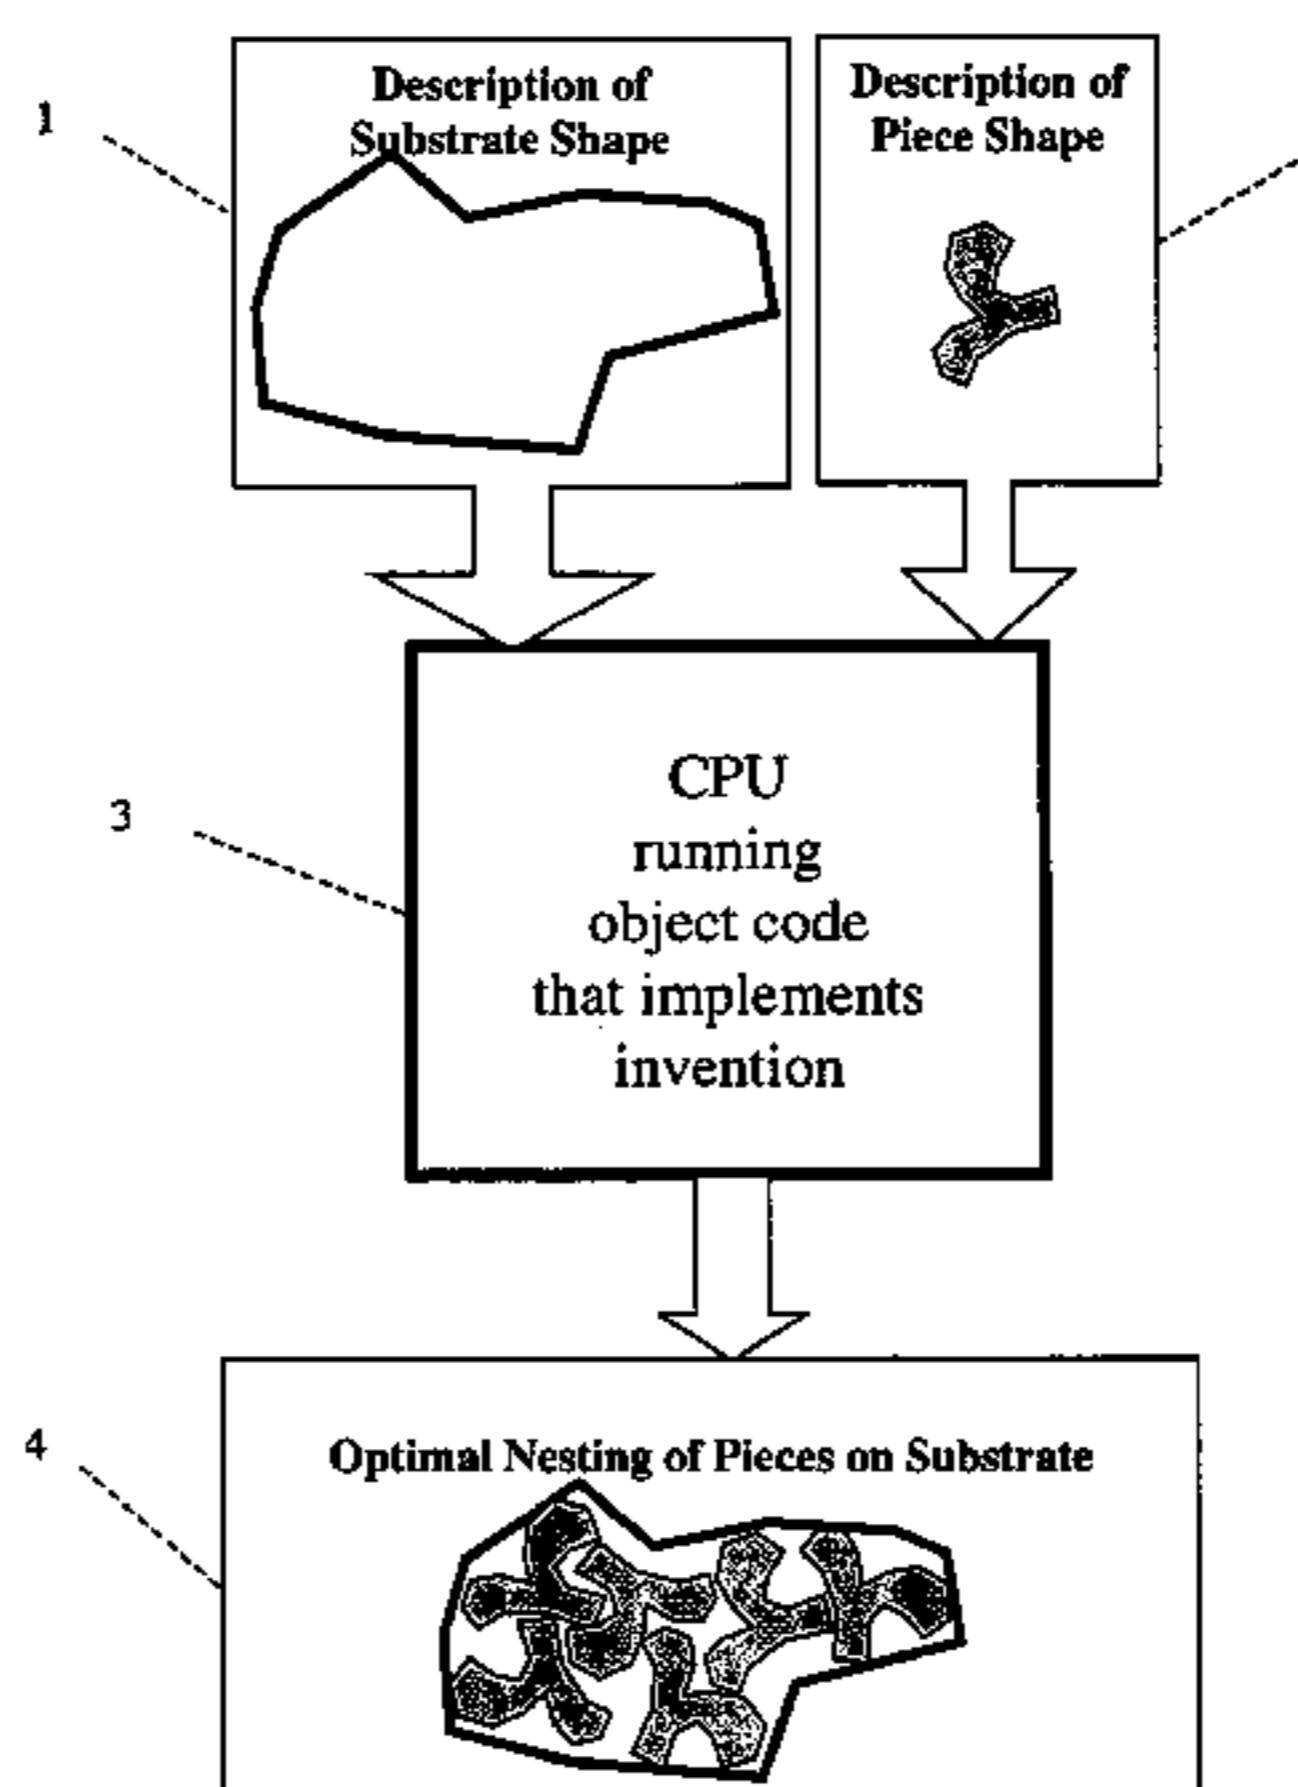 1
Description of
Substrate Shape
Description of
Piece Shape
3
CPU
running
object code
that implements
invention
4
Optimal Nesting of Pieces on Substrate